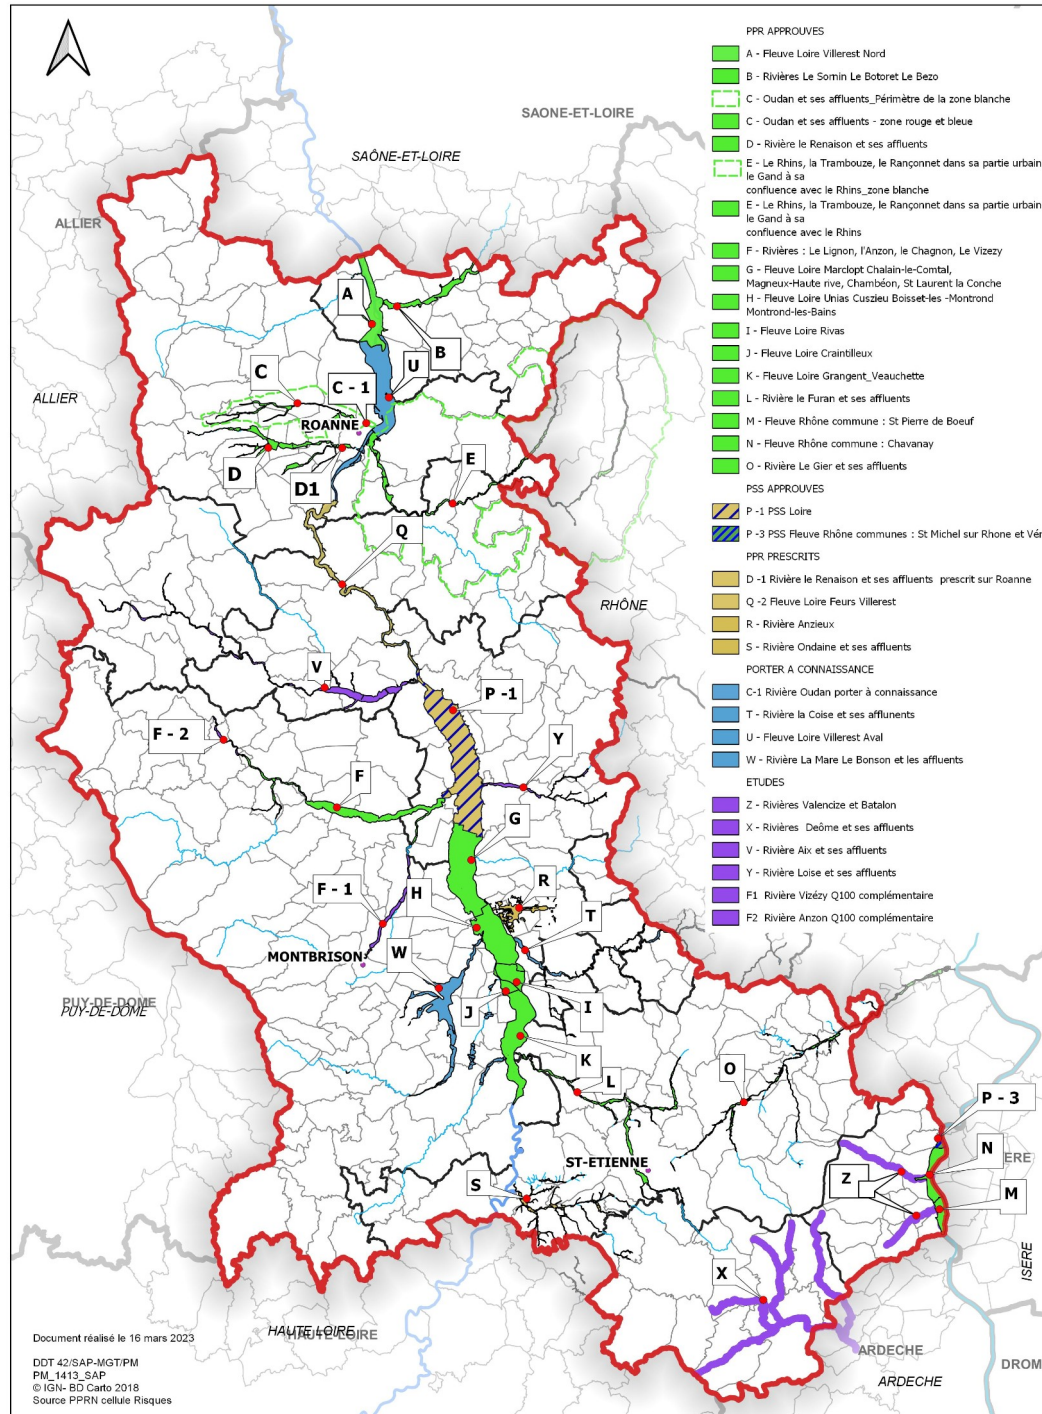 PPR APPROUVES
A - Fleuve Loire Villerest Nord
B - Rivières Le Sornin Le Botoret Le Bezo
C - Oudan et ses affluents_Périmètre de la zone blanche
C - Oudan et ses affluents - zone rouge et bleue
D - Rivière le Renaison et ses affluents
E - Le Rhins, la Trambouze, le Rançonnet dans sa partie urbain
le Gand à sa
confluence avec le Rhins_zone blanche
E - Le Rhins, la Trambouze, le Rançonnet dans sa partie urbain
le Gand à sa
confluence avec le Rhins
F - Rivières : Le Lignon, l'Anzon, le Chagnon, Le Vizezy
G - Fleuve Loire Marclopt Chalain-le-Comtal,
Magneux-Haute rive, Chambéon, St Laurent la Conche
H - Fleuve Loire Unias Cuszieu Boisset-les -Montrond
Montrond-les-Bains
I - Fleuve Loire Rivas
J - Fleuve Loire Craintilleux
K - Fleuve Loire Grangent_Veauchette
L - Rivière le Furan et ses affluents
M - Fleuve Rhône commune : St Pierre de Boeuf
N - Fleuve Rhône commune : Chavanay
O - Rivière Le Gier et ses affluents
PSS APPROUVES
P -1 PSS Loire
P -3 PSS Fleuve Rhône communes : St Michel sur Rhone et Vér
PPR PRESCRITS
D -1 Rivière le Renaison et ses affluents prescrit sur Roanne
Q -2 Fleuve Loire Feurs Villerest
R - Rivière Anzieux
S - Rivière Ondaine et ses affluents
PORTER A CONNAISSANCE
C-1 Rivière Oudan porter à connaissance
T - Rivière la Coise et ses afflunents
U - Fleuve Loire Villerest Aval
W - Rivière La Mare Le Bonson et les affluents
ETUDES
Z - Rivières Valencize et Batalon
X - Rivières Deôme et ses affluents
V - Rivière Aix et ses affluents
Y - Rivière Loise et ses affluents
F1 Rivière Vizézy Q100 complémentaire
F2 Rivière Anzon Q100 complémentaire
SAONE-ET-LOIRE
SAÔNE-ET-LOIRE
ALLIER
A
B
U
ALLIER
C
C - 1
ROANNE
D
D1
E
Q
RHÔNE
V
P -1
F - 2
Y
F
G
F - 1
H
R
T
MONTBRISON
W
PUY-DE-DOME
PUY-DE-DÔME
J
I
K
L
O
P - 3
ST-ETIENNE
N
ERE
Z
M
S
X
ISERE
HAUTE LOIRE
HAUTE LOIRE
ARDECHE
DROM
ARDECHE
Document réalisé le 16 mars 2023
DDT 42/SAP-MGT/PM
PM_1413_SAP
© IGN- BD Carto 2018
Source PPRN cellule Risques